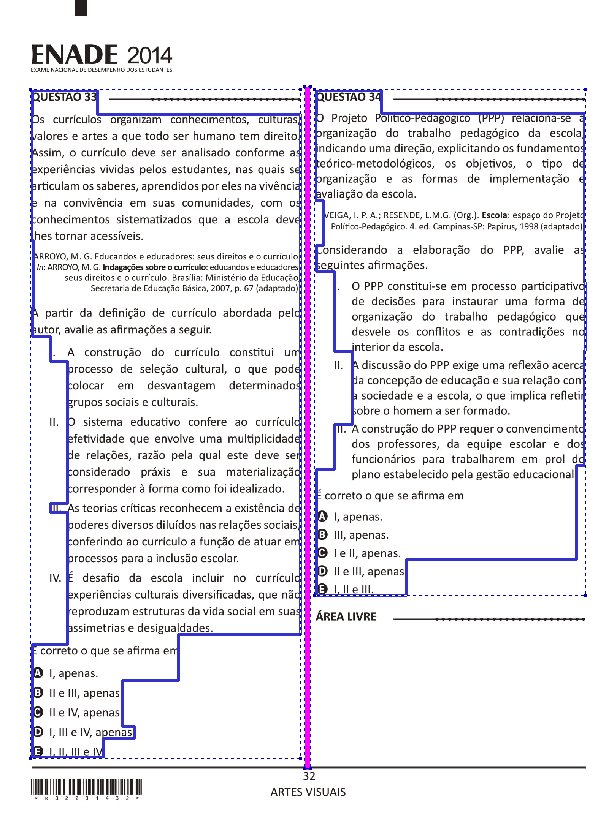 ENADE 2014
EXAME NACIONAL DE DESEMPENHO DOS ESTUDANTES
QUESTÃO 33
Os currículos organizam conhecimentos, culturas,
valores e artes a que todo ser humano tem direito.
Assim, o currículo deve ser analisado conforme as
experiências vividas pelos estudantes, nas quais se
articulam os saberes, aprendidos por eles na vivência
e na convivência em suas comunidades, com os
conhecimentos sistematizados que a escola deve
lhes tornar acessíveis.
ARROYO, M. G. Educandos e educadores: seus direitos e o currículo.
In: ARROYO, M. G. Indagações sobre o currículo: educandos e educadores,
seus direitos e o currículo. Brasília: Ministério da Educação,
Secretaria de Educação Básica, 2007, p. 67 (adaptado).
A partir da definição de currículo abordada pelo
autor, avalie as afirmações a seguir.
I. A construção do currículo constitui um
processo de seleção cultural, o que pode
colocar em desvantagem determinados
grupos sociais e culturais.
II. O sistema educativo confere ao currículo
efetividade que envolve uma multiplicidade
de relações, razão pela qual este deve ser
considerado práxis e sua materialização
corresponder à forma como foi idealizado.
III. As teorias críticas reconhecem a existência de
poderes diversos diluídos nas relações sociais,
conferindo ao currículo a função de atuar em
processos para a inclusão escolar.
IV. É desafio da escola incluir no currículo
experiências culturais diversificadas, que não
reproduzam estruturas da vida social em suas
assimetrias e desigualdades.
É correto o que se afirma em
A I, apenas.
B II e III, apenas.
C II e IV, apenas.
D I, III e IV, apenas.
E I, II, III e IV.
QUESTÃO 34
O Projeto Político-Pedagógico (PPP) relaciona-se à
organização do trabalho pedagógico da escola,
indicando uma direção, explicitando os fundamentos
teórico-metodológicos, os objetivos, o tipo de
organização e as formas de implementação e
avaliação da escola.
VEIGA, I. P. A.; RESENDE, L.M.G. (Org.). Escola: espaço do Projeto
Político-Pedagógico. 4. ed. Campinas-SP: Papirus, 1998 (adaptado).
Considerando a elaboração do PPP, avalie as
seguintes afirmações.
I. O PPP constitui-se em processo participativo
de decisões para instaurar uma forma de
organização do trabalho pedagógico que
desvele os conflitos e as contradições no
interior da escola.
II. A discussão do PPP exige uma reflexão acerca
da concepção de educação e sua relação com
a sociedade e a escola, o que implica refletir
sobre o homem a ser formado.
III. A construção do PPP requer o convencimento
dos professores, da equipe escolar e dos
funcionários para trabalharem em prol do
plano estabelecido pela gestão educacional.
É correto o que se afirma em
A I, apenas.
B III, apenas.
C I e II, apenas.
D II e III, apenas.
E I, II e III.
ÁREA LIVRE
32
ARTES VISUAIS